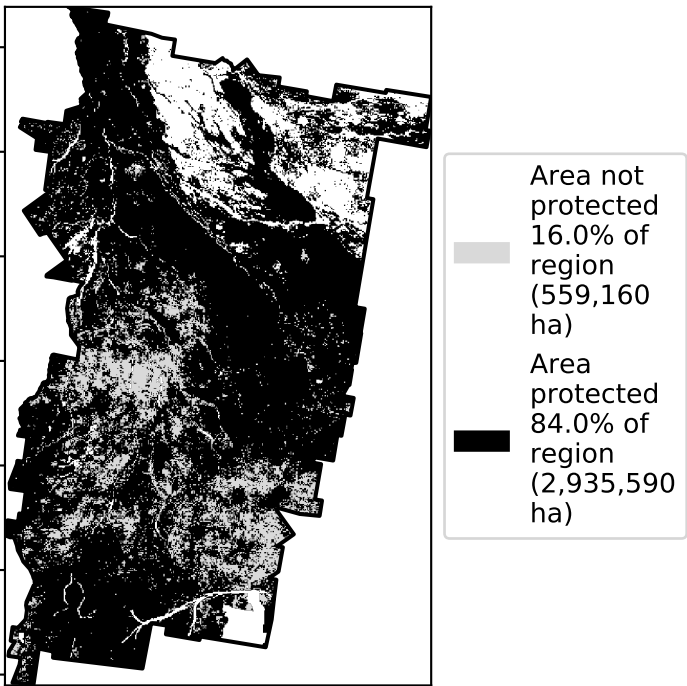 Area not
protected
16.0% of
region
(559,160
ha)
Area
protected
84.0% of
region
(2,935,590
ha)